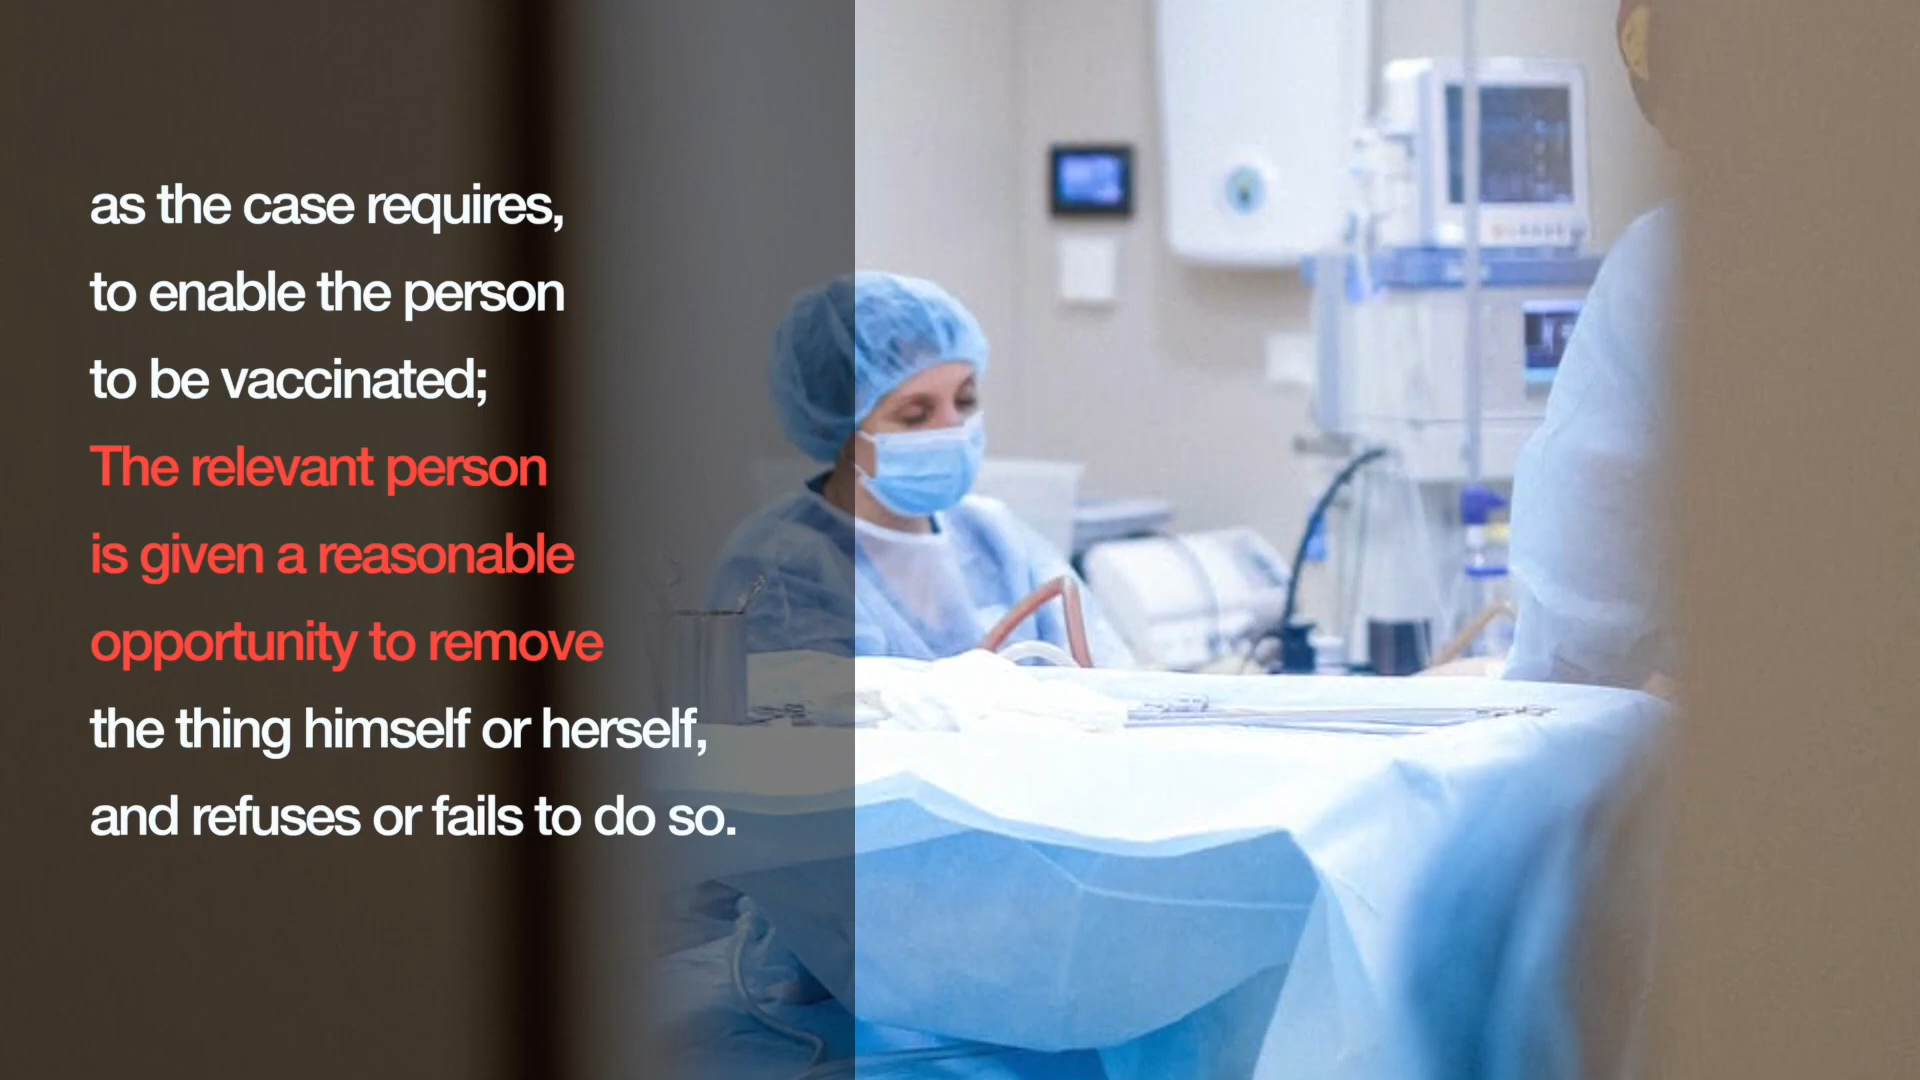 as the case requires,
to enable the person
to be vaccinated;
The relevant person
is given a reasonable
opportunity to remove
the thing himself or herself,
and refuses or fails to do so.